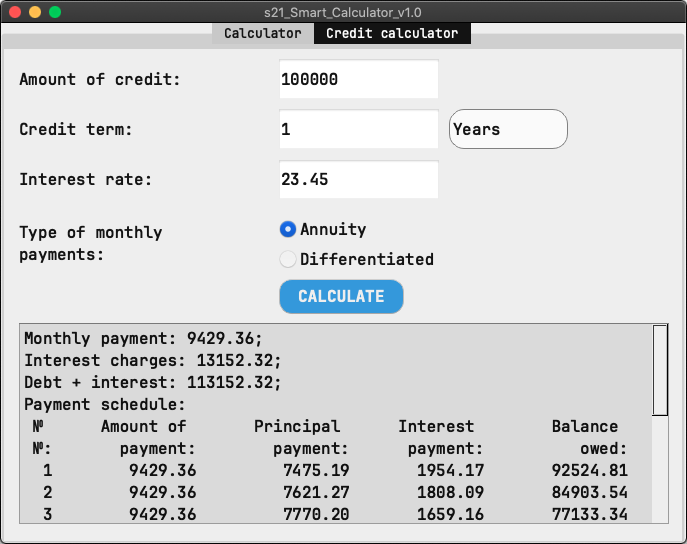 s21_Smart_Calculator_v1.0
Calculator Credit calculator
Amount of credit: 100000
Credit term: 1 Years
Interest rate: 23.45
Type of monthly payments:
Annuity
Differentiated
CALCULATE
Monthly payment: 9429.36;
Interest charges: 13152.32;
Debt + interest: 113152.32;
Payment schedule:
№ Amount of Principal Interest Balance
№: payment: payment: payment: owed:
1 9429.36 7475.19 1954.17 92524.81
2 9429.36 7621.27 1808.09 84903.54
3 9429.36 7770.20 1659.16 77133.34